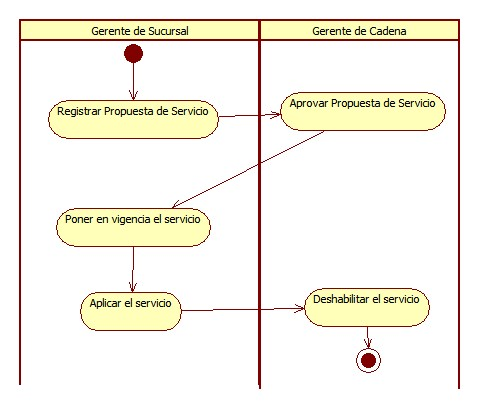 Gerente de Sucursal
Gerente de Cadena
Registrar Propuesta de Servicio
Aprovar Propuesta de Servicio
Poner en vigencia el servicio
Aplicar el servicio
Deshabilitar el servicio